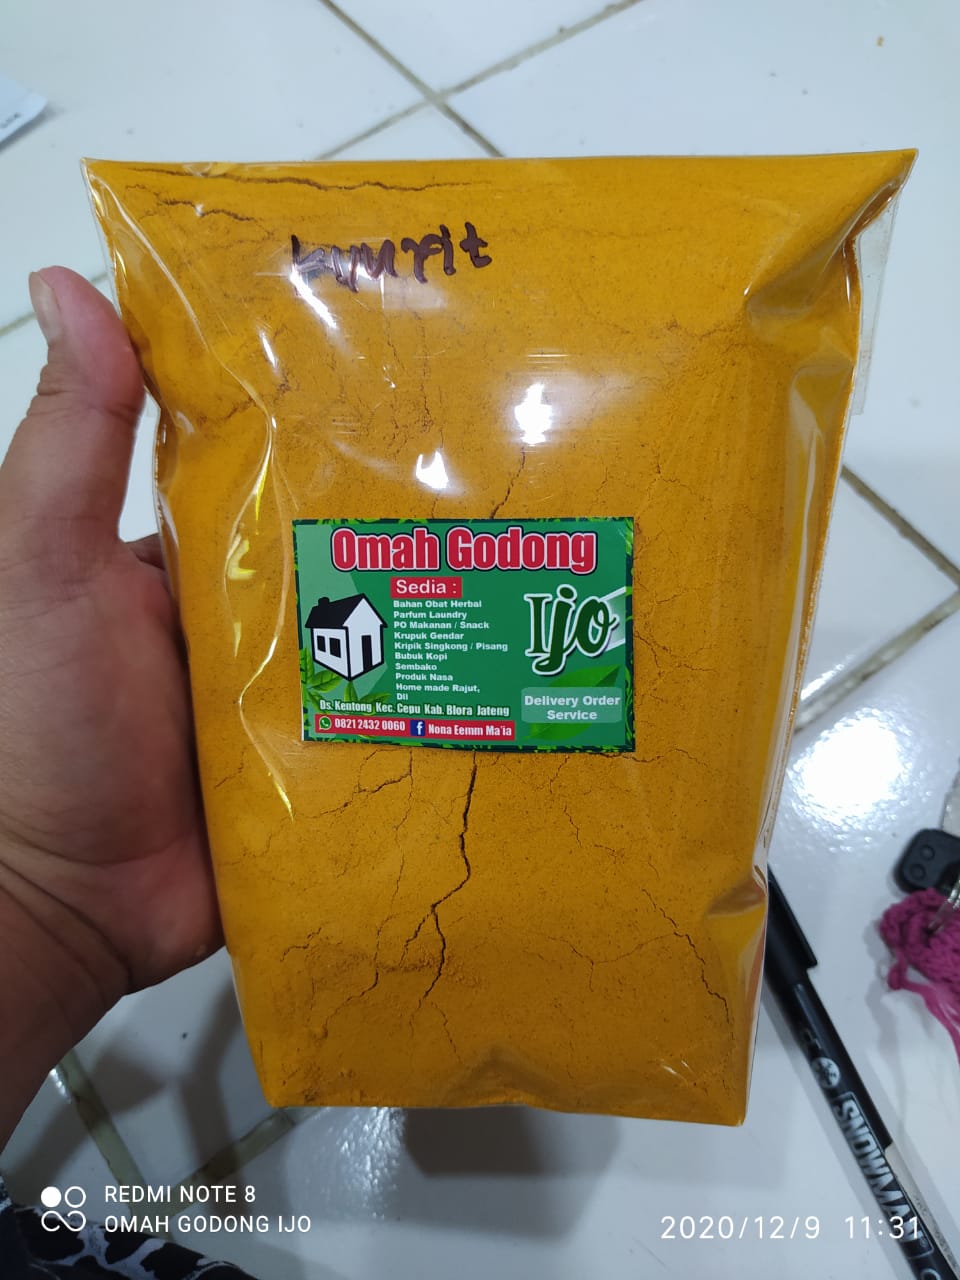 kunyit
Omah Godong
Ijo
Sedia :
Bahan Obat Herbal
Parfum Laundry
PO Makanan / Snack
Krupuk Gendar
Kripik Singkong / Pisang
Bubuk Kopi
Sembako
Produk Nasa
Home made Rajut,
Dll
Delivery Order
Service
Ds. Kentong Kec. Cepu Kab. Blora Jateng
0821 2432 0060 f Nona Eemm Ma'ia
SNOWMA
REDMI NOTE 8
OMAH GODONG IJO
2020/12/9 11:31